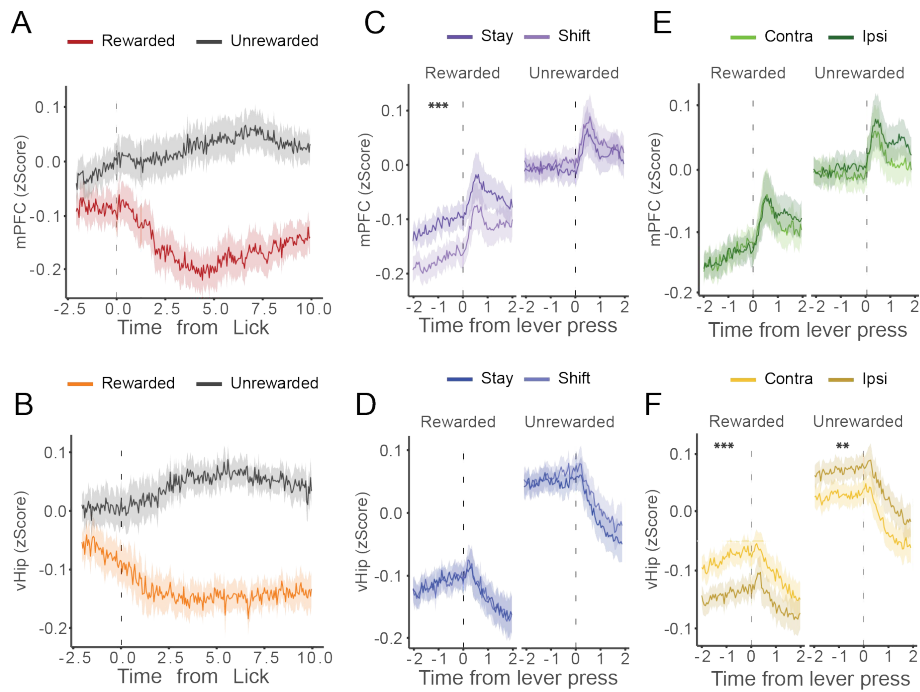 A
Rewarded Unrewarded
mPFC (zScore)
0.1
0.0
-0.1
-0.2
-2.5 0.0 2.5 5.0 7.5 10.0
Time from Lick
C
Stay Shift
Rewarded Unrewarded
***
mPFC (zScore)
0.1
0.0
-0.1
-0.2
-2 -1 0 1 2 -2 -1 0 1 2
Time from lever press
E
Contra Ipsi
Rewarded Unrewarded
mPFC (zScore)
0.1
0.0
-0.1
-0.2
-2 -1 0 1 2 -2 -1 0 1 2
Time from lever press
B
Rewarded Unrewarded
vHip (zScore)
0.1
0.0
-0.1
-0.2
-2.5 0.0 2.5 5.0 7.5 10.0
Time from Lick
D
Stay Shift
Rewarded Unrewarded
vHip (zScore)
0.1
0.0
-0.1
-0.2
-2 -1 0 1 2 -2 -1 0 1 2
Time from lever press
F
Contra Ipsi
Rewarded Unrewarded
*** **
vHip (zScore)
0.1
0.0
-0.1
-0.1
-2 -1 0 1 2 -2 -1 0 1 2
Time from lever press